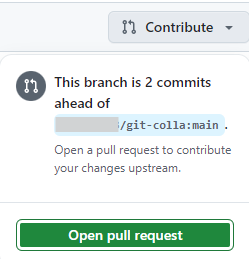 Contribute
This branch is 2 commits
ahead of
/git-colla:main .
Open a pull request to contribute
your changes upstream.
Open pull request